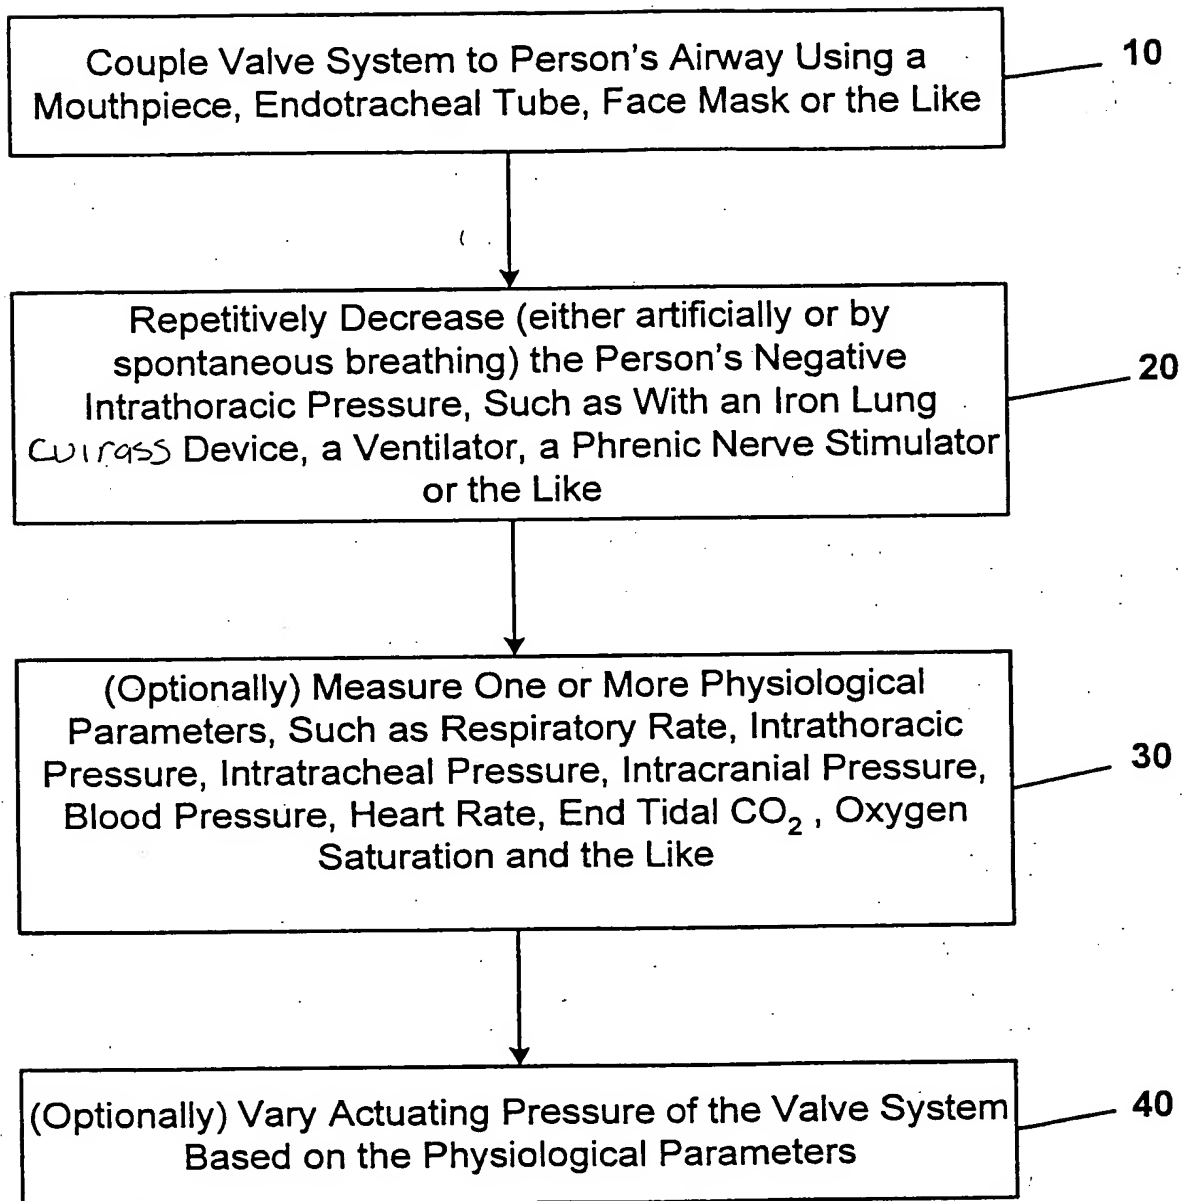 Couple Valve System to Person's Airway Using a
Mouthpiece, Endotracheal Tube, Face Mask or the Like
10
Repetitively Decrease (either artificially or by
spontaneous breathing) the Person's Negative
Intrathoracic Pressure, Such as With an Iron Lung
cuirass Device, a Ventilator, a Phrenic Nerve Stimulator
or the Like
20
(Optionally) Measure One or More Physiological
Parameters, Such as Respiratory Rate, Intrathoracic
Pressure, Intratracheal Pressure, Intracranial Pressure,
Blood Pressure, Heart Rate, End Tidal CO₂ , Oxygen
Saturation and the Like
30
(Optionally) Vary Actuating Pressure of the Valve System
Based on the Physiological Parameters
40